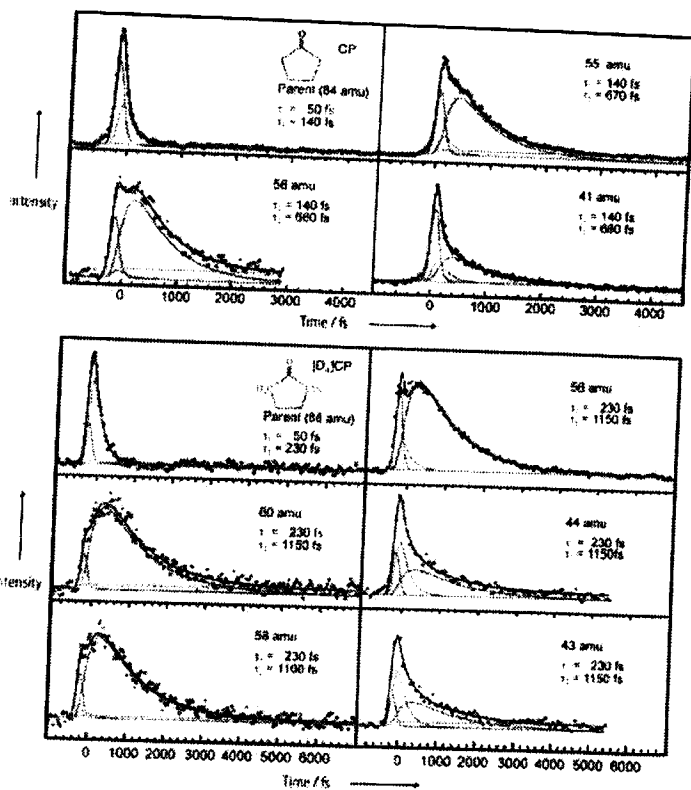 O
CP
Parent (84 amu)
τ₁ = 50 fs
τ₂ = 140 fs
55 amu
τ₁ = 140 fs
τ₂ = 670 fs
Intensity
56 amu
τ₁ = 140 fs
τ₂ = 680 fs
41 amu
τ₁ = 140 fs
τ₂ = 680 fs
0 1000 2000 3000 4000
0 1000 2000 3000 4000
Time / fs
O
[D₄]CP
Parent (88 amu)
τ₁ = 50 fs
τ₂ = 230 fs
56 amu
τ₁ = 230 fs
τ₂ = 1150 fs
Intensity
60 amu
τ₁ = 230 fs
τ₂ = 1150 fs
44 amu
τ₁ = 230 fs
τ₂ = 1150fs
58 amu
τ₁ = 230 fs
τ₂ = 1100 fs
43 amu
τ₁ = 230 fs
τ₂ = 1150 fs
0 1000 2000 3000 4000 5000 6000
0 1000 2000 3000 4000 5000 6000
Time / fs